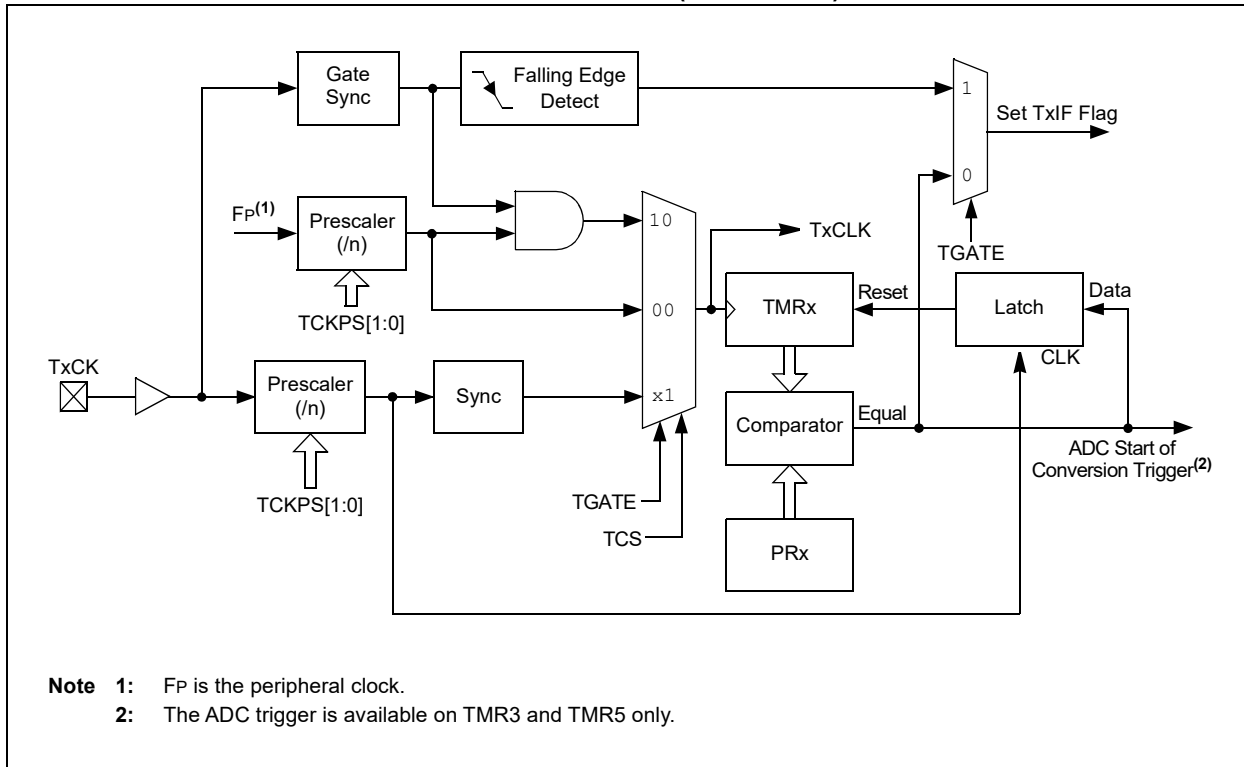 Gate
Sync
Falling Edge
Detect
1
Set TxIF Flag
0
FP(1)
Prescaler
(/n)
10
TxCLK
TGATE
TCKPS[1:0]
00
TMRx
Reset
Latch
Data
CLK
TxCK
Prescaler
(/n)
Sync
x1
Comparator
Equal
ADC Start of
Conversion Trigger(2)
TCKPS[1:0]
TGATE
TCS
PRx
Note 1: FP is the peripheral clock.
2: The ADC trigger is available on TMR3 and TMR5 only.